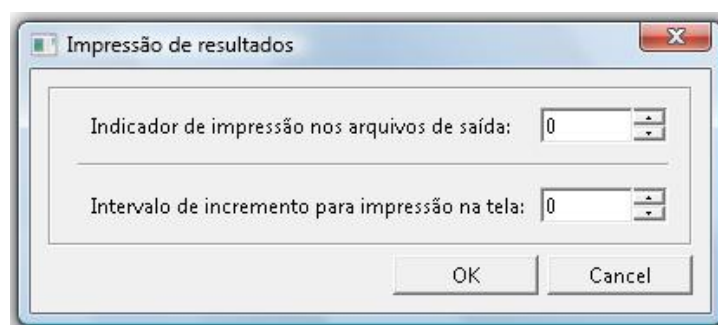 Impressão de resultados
Indicador de impressão nos arquivos de saída: 0
Intervalo de incremento para impressão na tela: 0
OK Cancel